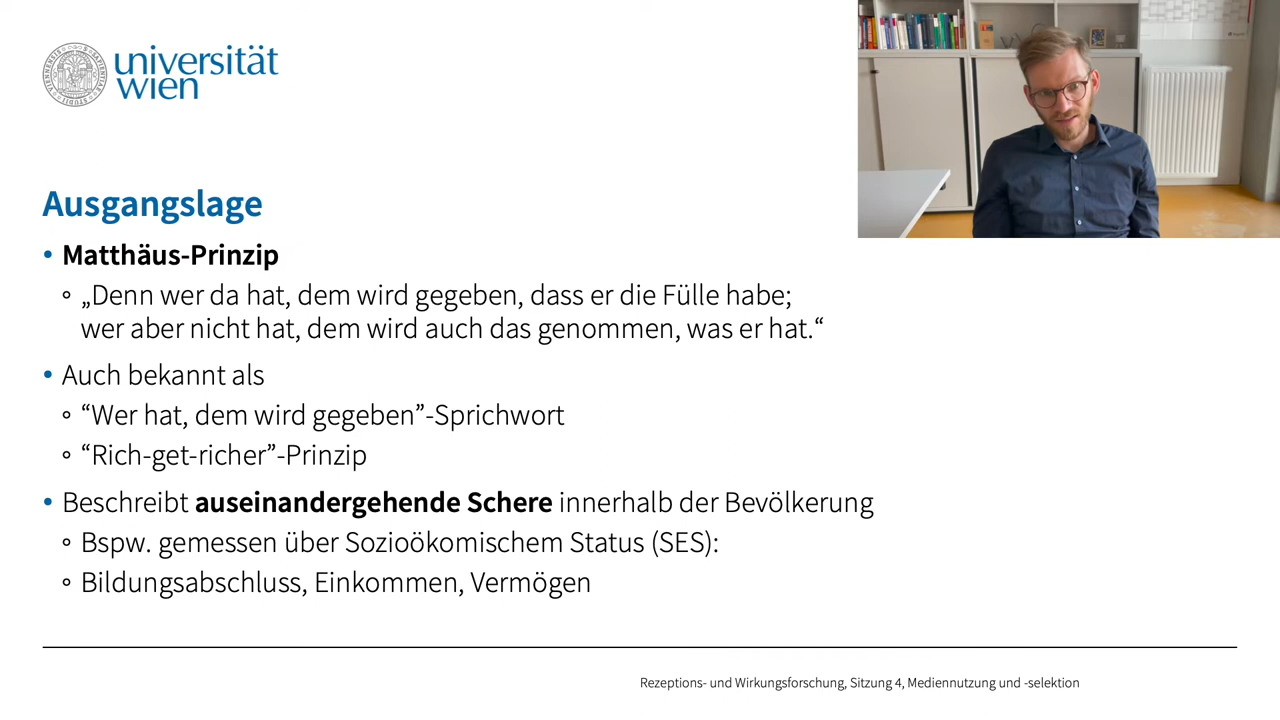 universität
wien
Ausgangslage
• Matthäus-Prinzip
◦ „Denn wer da hat, dem wird gegeben, dass er die Fülle habe;
wer aber nicht hat, dem wird auch das genommen, was er hat.“
• Auch bekannt als
◦ “Wer hat, dem wird gegeben”-Sprichwort
◦ “Rich-get-richer”-Prinzip
• Beschreibt auseinandergehende Schere innerhalb der Bevölkerung
◦ Bspw. gemessen über Sozioökomischem Status (SES):
◦ Bildungsabschluss, Einkommen, Vermögen
Rezeptions- und Wirkungsforschung, Sitzung 4, Mediennutzung und -selektion